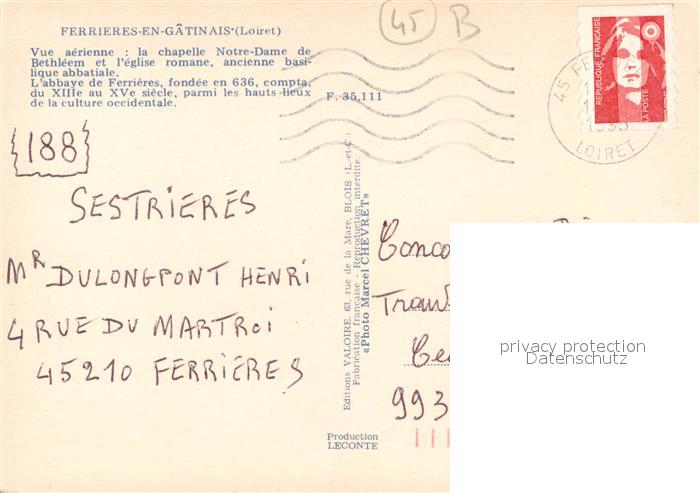 FERRIERES-EN-GÂTINAIS (Loiret)
Vue aérienne : la chapelle Notre-Dame de
Bethléem et l'église romane, ancienne basi-
lique abbatiale.
L'abbaye de Ferrières, fondée en 636, compta,
du XIIIe au XVe siècle, parmi les hauts lieux
de la culture occidentale.
45 B
F. 35.111
REPUBLIQUE FRANÇAISE
LA POSTE
45 FE
LOIRET
188
SESTRIERES
MR DULONGPONT HENRI
4 RUE DU MARTROI
45210 FERRIERES
Editions VALOIRE, 63, rue de la Mare, BLOIS (L.-et-C.)
Fabrication française - Reproduction interdite.
«Photo Marcel CHEVRET»
Production
LECONTE
993
privacy protection
Datenschutz